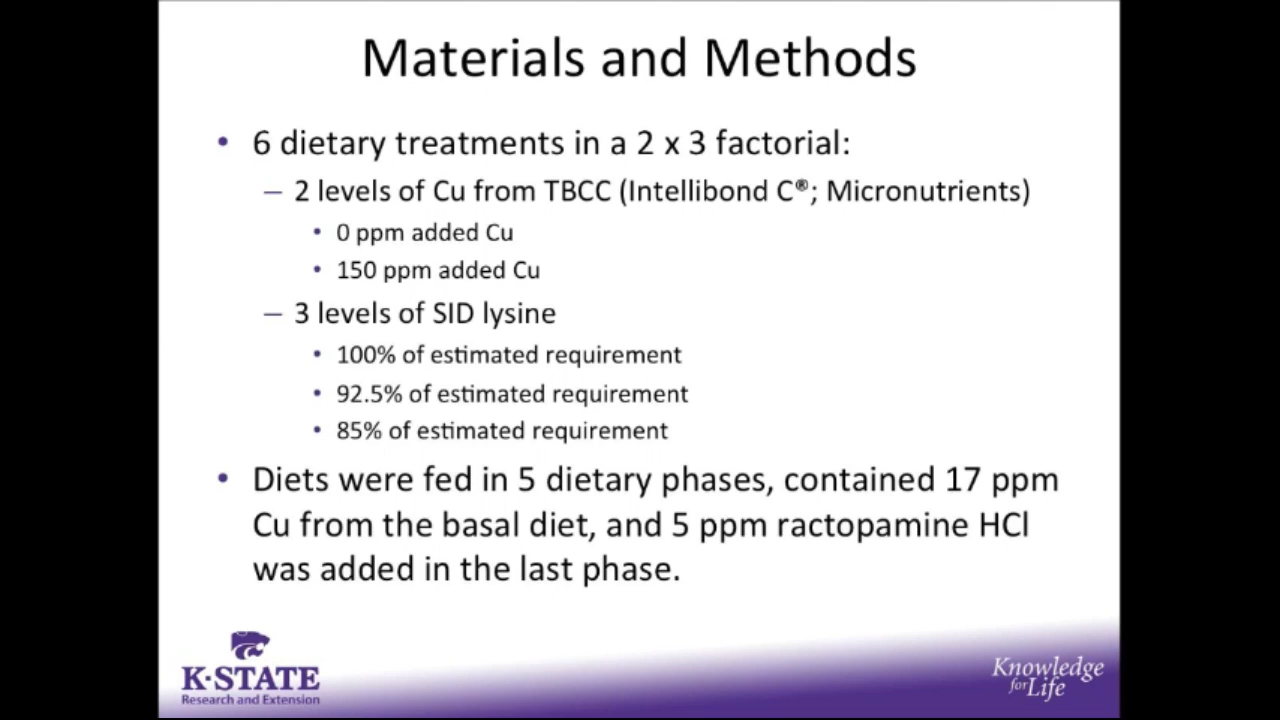 Materials and Methods
• 6 dietary treatments in a 2 x 3 factorial:
– 2 levels of Cu from TBCC (Intellibond C®; Micronutrients)
• 0 ppm added Cu
• 150 ppm added Cu
– 3 levels of SID lysine
• 100% of estimated requirement
• 92.5% of estimated requirement
• 85% of estimated requirement
• Diets were fed in 5 dietary phases, contained 17 ppm
Cu from the basal diet, and 5 ppm ractopamine HCl
was added in the last phase.
K-STATE
Research and Extension
Knowledge
for Life